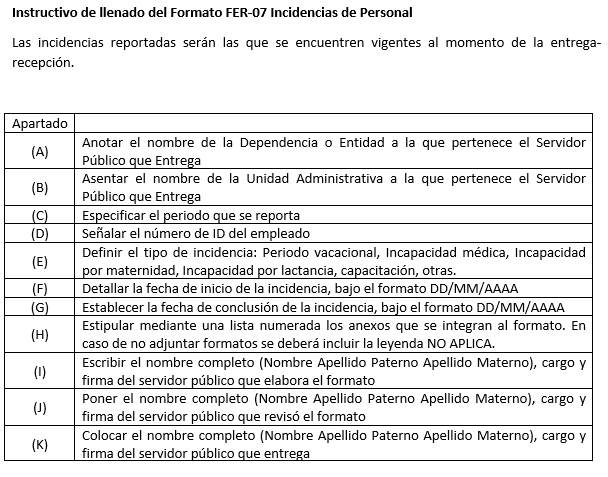 Instructivo de llenado del Formato FER-07 Incidencias de Personal
Las incidencias reportadas serán las que se encuentren vigentes al momento de la entrega-
recepción.
Apartado
(A) Anotar el nombre de la Dependencia o Entidad a la que pertenece el Servidor
Público que Entrega
(B) Asentar el nombre de la Unidad Administrativa a la que pertenece el Servidor
Público que Entrega
(C) Especificar el periodo que se reporta
(D) Señalar el número de ID del empleado
(E) Definir el tipo de incidencia: Periodo vacacional, Incapacidad médica, Incapacidad
por maternidad, Incapacidad por lactancia, capacitación, otras.
(F) Detallar la fecha de inicio de la incidencia, bajo el formato DD/MM/AAAA
(G) Establecer la fecha de conclusión de la incidencia, bajo el formato DD/MM/AAAA
(H) Estipular mediante una lista numerada los anexos que se integran al formato. En
caso de no adjuntar formatos se deberá incluir la leyenda NO APLICA.
(I) Escribir el nombre completo (Nombre Apellido Paterno Apellido Materno), cargo y
firma del servidor público que elabora el formato
(J) Poner el nombre completo (Nombre Apellido Paterno Apellido Materno), cargo y
firma del servidor público que revisó el formato
(K) Colocar el nombre completo (Nombre Apellido Paterno Apellido Materno), cargo y
firma del servidor público que entrega